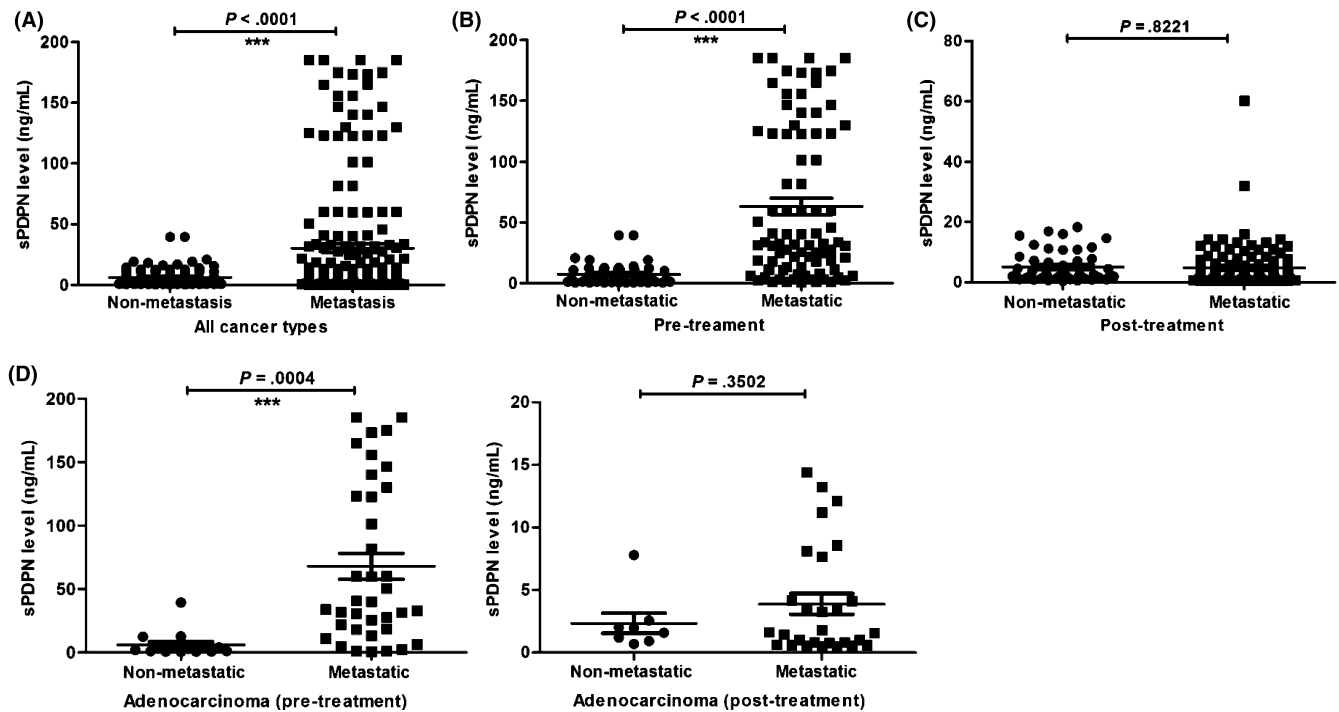 (A)
P < .0001
***
sPDPN level (ng/mL)
200
150
100
50
0
Non-metastasis
Metastasis
All cancer types
(B)
P < .0001
***
sPDPN level (ng/mL)
200
150
100
50
0
Non-metastatic
Metastatic
Pre-treament
(C)
P = .8221
sPDPN level (ng/mL)
80
60
40
20
0
Non-metastatic
Metastatic
Post-treatment
(D)
P = .0004
***
sPDPN level (ng/mL)
200
150
100
50
0
Non-metastatic
Metastatic
Adenocarcinoma (pre-treatment)
P = .3502
sPDPN level (ng/mL)
20
15
10
5
0
Non-metastatic
Metastatic
Adenocarcinoma (post-treatment)